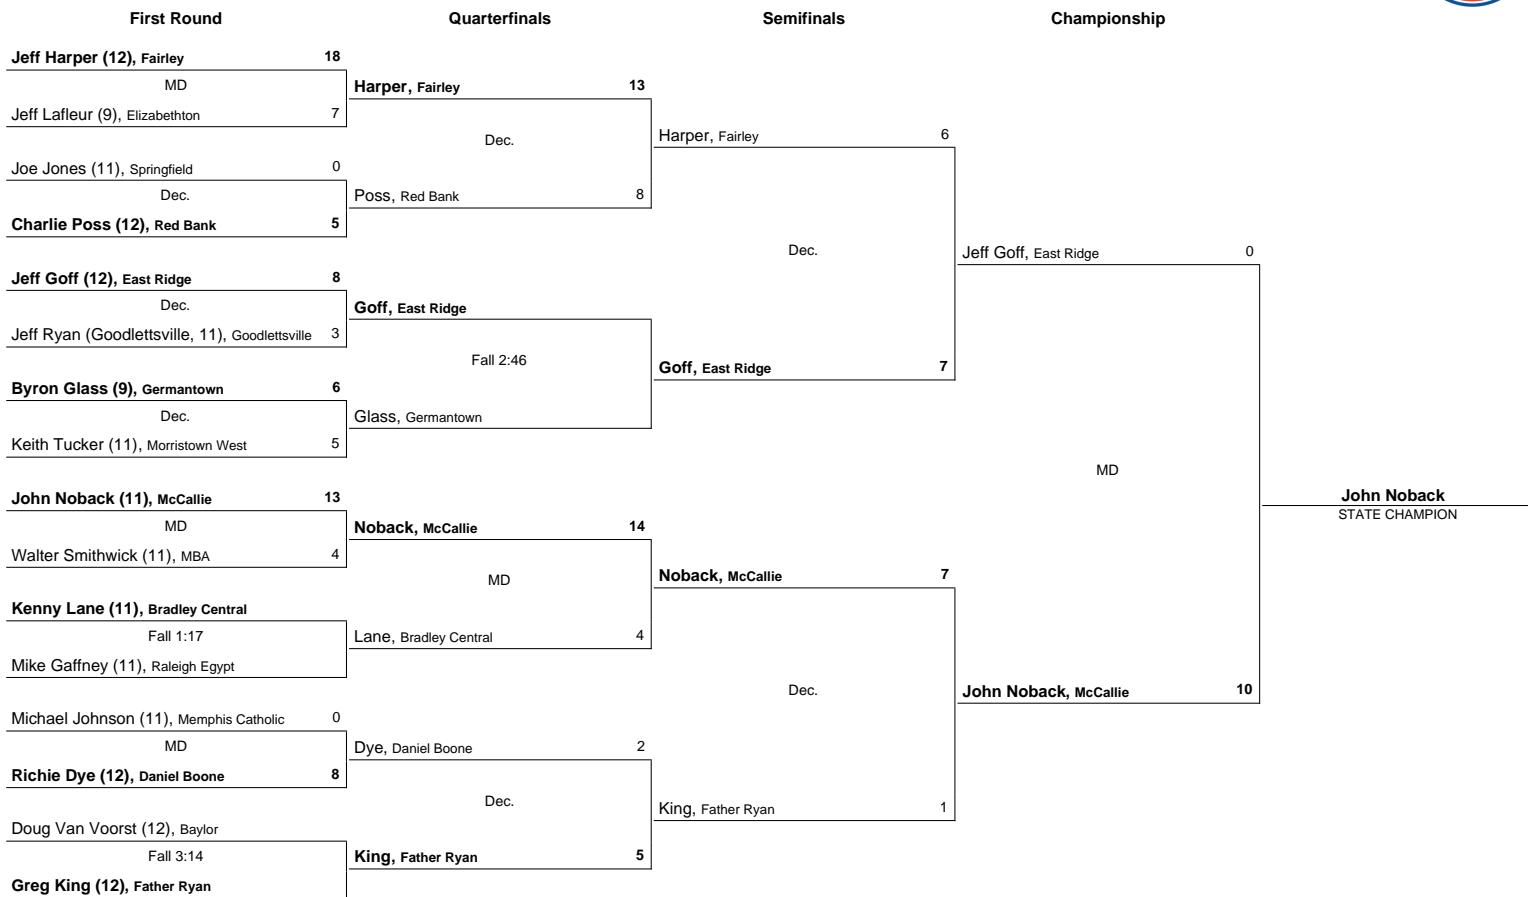 First Round Quarterfinals Semifinals Championship
Jeff Harper (12), Fairley 18
MD
Jeff Lafleur (9), Elizabethton 7
Joe Jones (11), Springfield 0
Dec.
Charlie Poss (12), Red Bank 5
Jeff Goff (12), East Ridge 8
Dec.
Jeff Ryan (Goodlettsville, 11), Goodlettsville 3
Byron Glass (9), Germantown 6
Dec.
Keith Tucker (11), Morristown West 5
John Noback (11), McCallie 13
MD
Walter Smithwick (11), MBA 4
Kenny Lane (11), Bradley Central
Fall 1:17
Mike Gaffney (11), Raleigh Egypt
Michael Johnson (11), Memphis Catholic 0
MD
Richie Dye (12), Daniel Boone 8
Doug Van Voorst (12), Baylor
Fall 3:14
Greg King (12), Father Ryan
Harper, Fairley 13
Dec.
Poss, Red Bank 8
Goff, East Ridge
Fall 2:46
Glass, Germantown
Noback, McCallie 14
MD
Lane, Bradley Central 4
Dye, Daniel Boone 2
Dec.
King, Father Ryan 5
Harper, Fairley 6
Dec.
Goff, East Ridge 7
Noback, McCallie 7
Dec.
King, Father Ryan 1
Jeff Goff, East Ridge 0
MD
John Noback, McCallie 10
John Noback
STATE CHAMPION